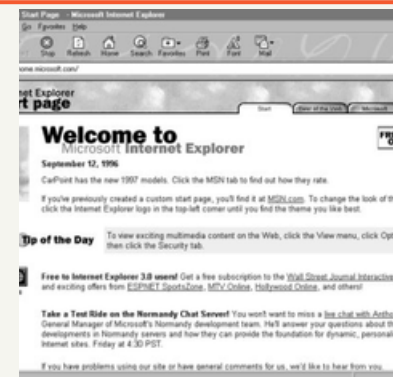 Start Page - Microsoft Internet Explorer
Go Favorites Help
Stop Refresh Home Search Favorites Print Font Mail
ome.microsoft.com/
net Explorer
rt page
Start
Microsoft
Welcome to
Microsoft Internet Explorer
FR
September 12, 1996
CarPoint has the new 1997 models. Click the MSN tab to find out how they rate.
If you've previously created a custom start page, you'll find it at MSN.com. To change the look of th
click the Internet Explorer logo in the top-left corner until you find the theme you like best.
Tip of the Day
To view exciting multimedia content on the Web, click the View menu, click Opt
then click the Security tab.
Free to Internet Explorer 3.0 users! Get a free subscription to the Wall Street Journal Interactive
and exciting offers from ESPNET SportsZone, MTV Online, Hollywood Online, and others!
Take a Test Ride on the Normandy Chat Server! You won't want to miss a live chat with Antho
General Manager of Microsoft's Normandy development team. He'll answer your questions about th
developments in Normandy servers and how they can provide the foundation for dynamic, personal
Internet sites. Friday at 4:30 PST.
If you have problems using our site or have general comments for us, we'd like to hear from you.